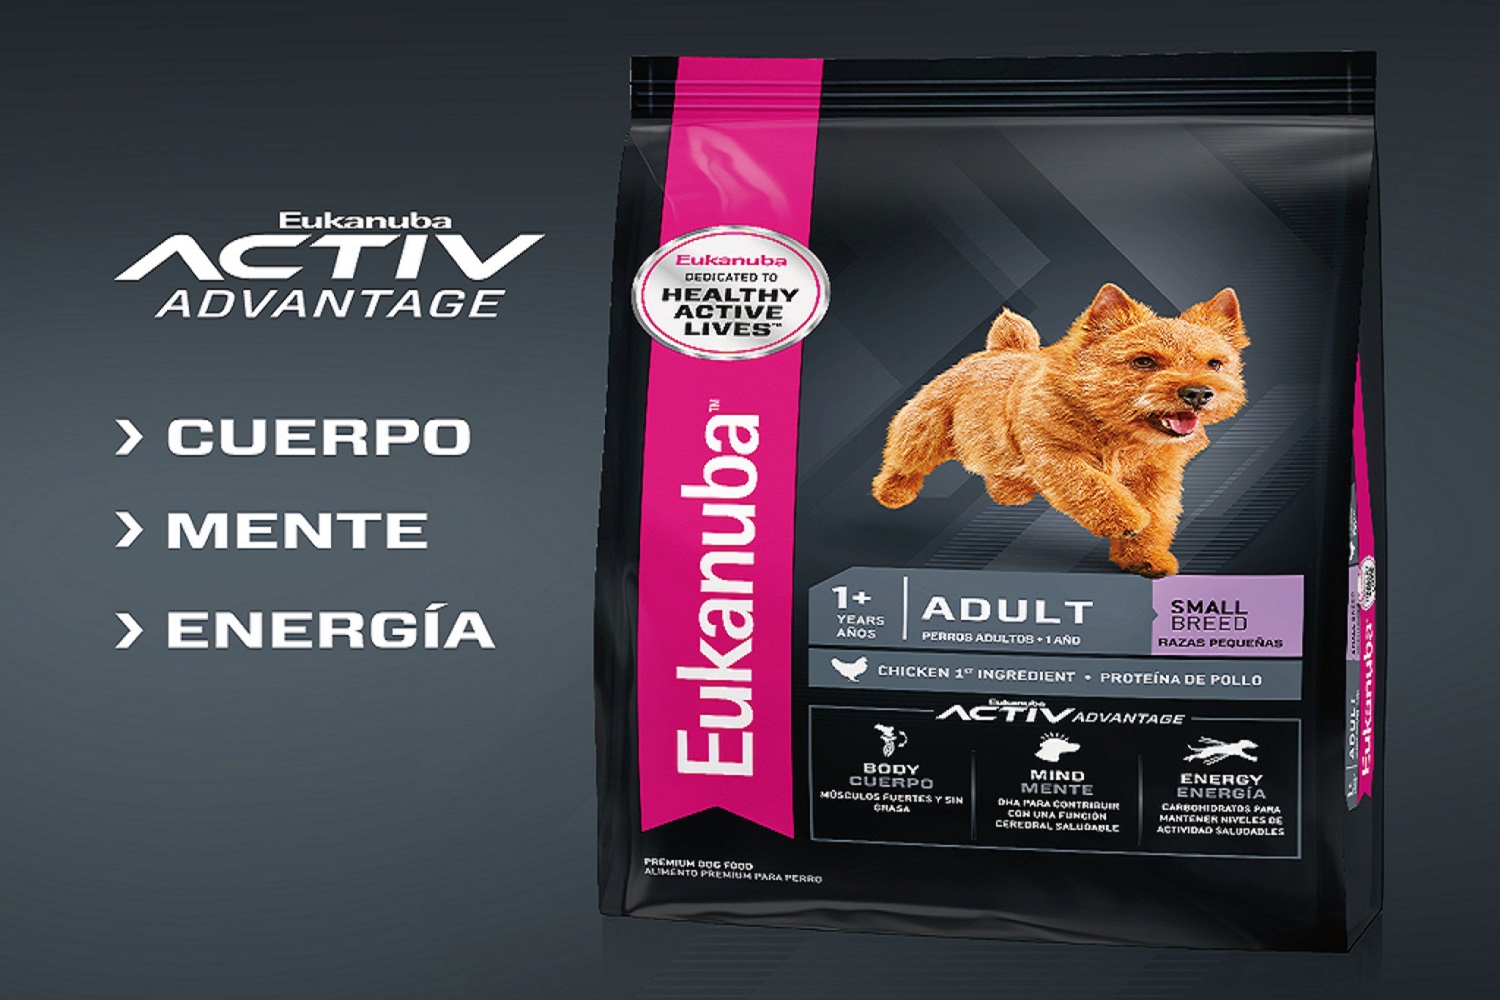 Eukanuba
ACTIV
ADVANTAGE
› CUERPO
› MENTE
› ENERGÍA
Eukanuba
DEDICATED TO
HEALTHY
ACTIVE
LIVES™
Eukanuba™
1+
YEARS
AÑOS
ADULT
PERROS ADULTOS + 1 AÑO
SMALL
BREED
RAZAS PEQUEÑAS
CHICKEN 1ST INGREDIENT • PROTEÍNA DE POLLO
Eukanuba
ACTIV ADVANTAGE
BODY
CUERPO
MÚSCULOS FUERTES Y SIN
GRASA
MIND
MENTE
DHA PARA CONTRIBUIR
CON UNA FUNCIÓN
CEREBRAL SALUDABLE
ENERGY
ENERGÍA
CARBOHIDRATOS PARA
MANTENER NIVELES DE
ACTIVIDAD SALUDABLES
PREMIUM DOG FOOD
ALIMENTO PREMIUM PARA PERRO
Eukanuba
ADULT